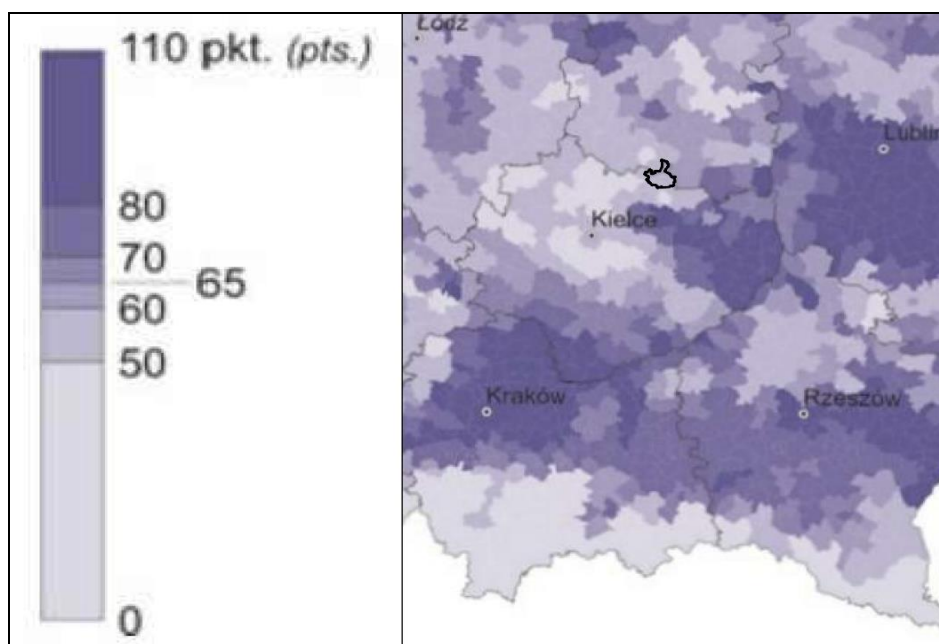 110 pkt. (pts.)
80
70
65
60
50
0
Łódź
Lublin
Kielce
Kraków
Rzeszów